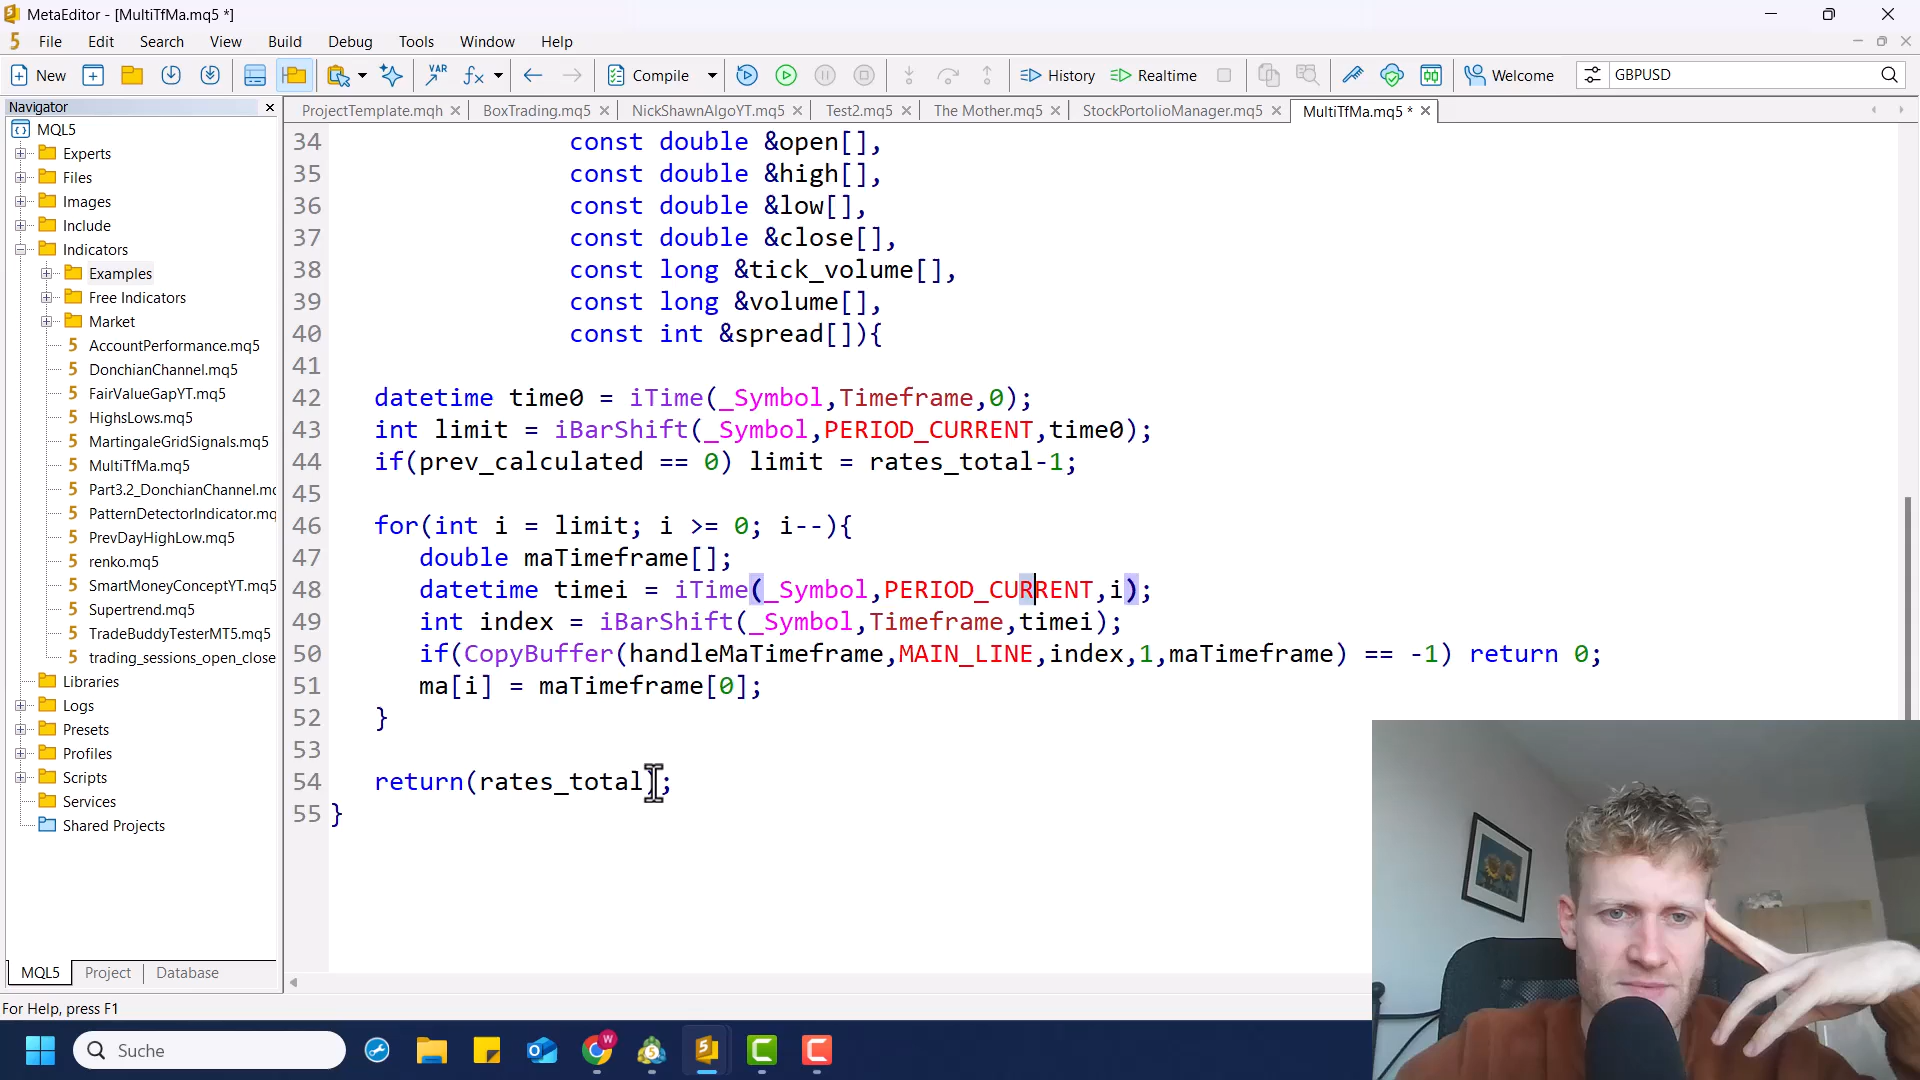 MetaEditor - [MultiTfMa.mq5 *]
File Edit Search View Build Debug Tools Window Help
New VAR Compile History Realtime Welcome GBPUSD
Navigator
ProjectTemplate.mqh BoxTrading.mq5 NickShawnAlgoYT.mq5 Test2.mq5 The Mother.mq5 StockPortolioManager.mq5 MultiTfMa.mq5 *
MQL5
Experts
Files
Images
Include
Indicators
Examples
Free Indicators
Market
AccountPerformance.mq5
DonchianChannel.mq5
FairValueGapYT.mq5
HighsLows.mq5
MartingaleGridSignals.mq5
MultiTfMa.mq5
Part3.2_DonchianChannel.mq
PatternDetectorIndicator.mq
PrevDayHighLow.mq5
renko.mq5
SmartMoneyConceptYT.mq5
Supertrend.mq5
TradeBuddyTesterMT5.mq5
trading_sessions_open_close
Libraries
Logs
Presets
Profiles
Scripts
Services
Shared Projects
MQL5 Project Database
34 const double &open[],
35 const double &high[],
36 const double &low[],
37 const double &close[],
38 const long &tick_volume[],
39 const long &volume[],
40 const int &spread[]){
41
42 datetime time0 = iTime(_Symbol,Timeframe,0);
43 int limit = iBarShift(_Symbol,PERIOD_CURRENT,time0);
44 if(prev_calculated == 0) limit = rates_total-1;
45
46 for(int i = limit; i >= 0; i--){
47 double maTimeframe[];
48 datetime timei = iTime(_Symbol,PERIOD_CURRENT,i);
49 int index = iBarShift(_Symbol,Timeframe,timei);
50 if(CopyBuffer(handleMaTimeframe,MAIN_LINE,index,1,maTimeframe) == -1) return 0;
51 ma[i] = maTimeframe[0];
52 }
53
54 return(rates_total);
55 }
For Help, press F1
Suche